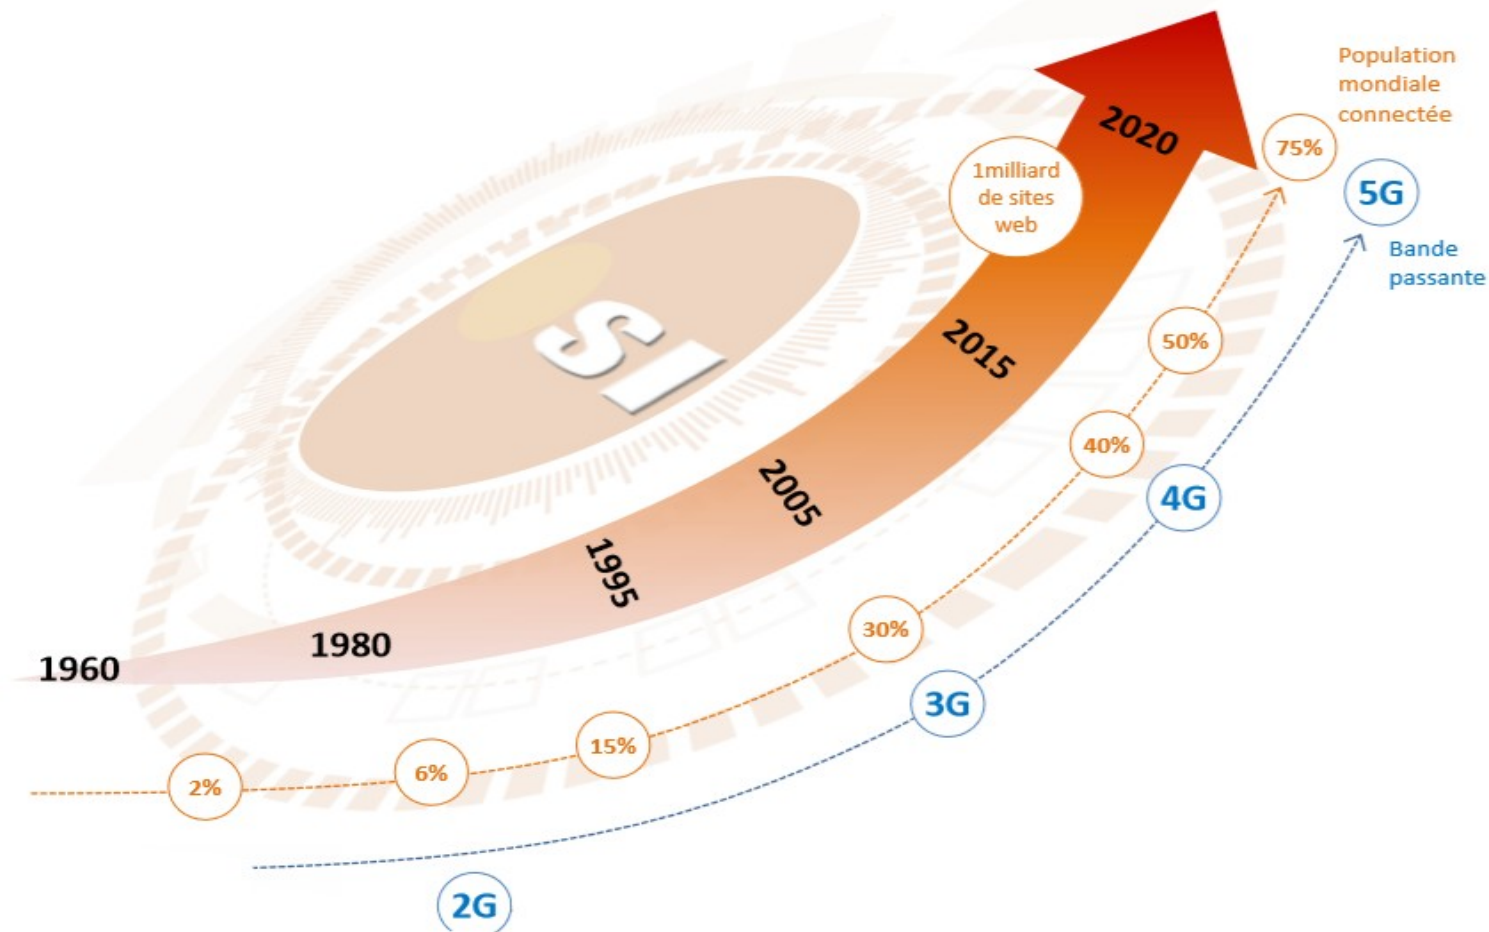 Population
mondiale
connectée
2020
75%
1milliard
de sites
web
5G
Bande
passante
SI
2015
50%
40%
2005
4G
1995
30%
1980
1960
3G
15%
6%
2%
2G